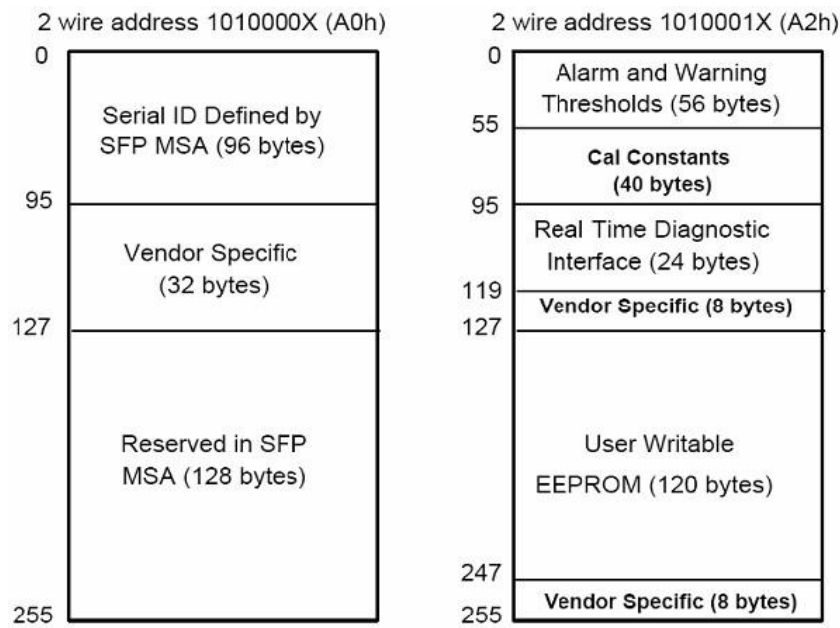 2 wire address 1010000X (A0h)
0
Serial ID Defined by
SFP MSA (96 bytes)
95
Vendor Specific
(32 bytes)
127
Reserved in SFP
MSA (128 bytes)
255
2 wire address 1010001X (A2h)
0
Alarm and Warning
Thresholds (56 bytes)
55
Cal Constants
(40 bytes)
95
Real Time Diagnostic
Interface (24 bytes)
119
Vendor Specific (8 bytes)
127
User Writable
EEPROM (120 bytes)
247
Vendor Specific (8 bytes)
255